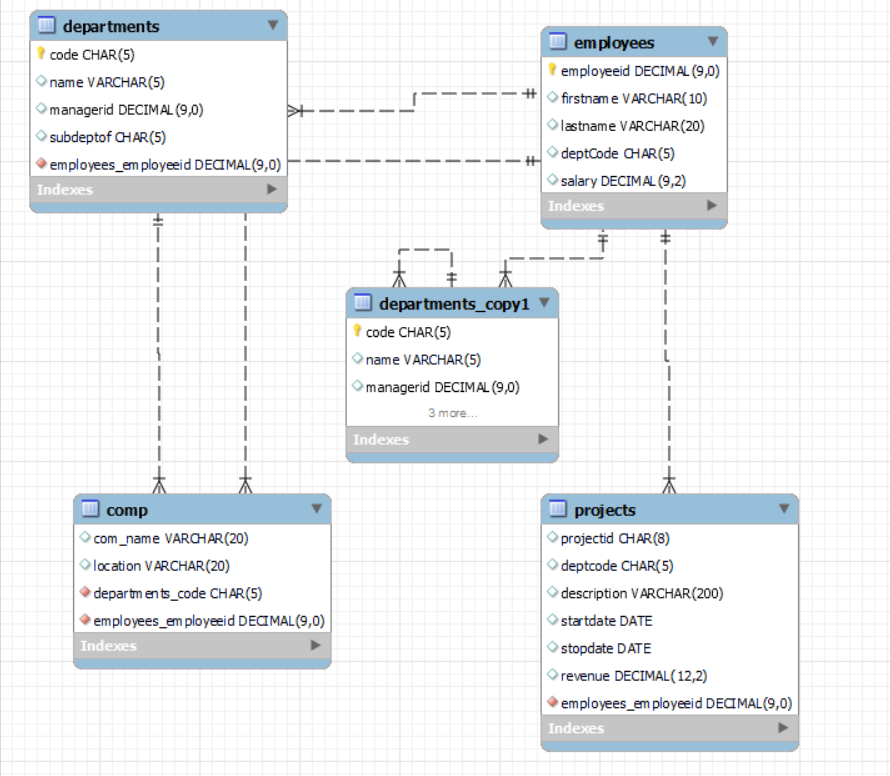 departments
code CHAR(5)
name VARCHAR(5)
managerid DECIMAL(9,0)
subdeptof CHAR(5)
employees_employeeid DECIMAL(9,0)
Indexes
employees
employeeid DECIMAL(9,0)
firstname VARCHAR(10)
lastname VARCHAR(20)
deptCode CHAR(5)
salary DECIMAL(9,2)
Indexes
departments_copy1
code CHAR(5)
name VARCHAR(5)
managerid DECIMAL(9,0)
3 more...
Indexes
comp
com_name VARCHAR(20)
location VARCHAR(20)
departments_code CHAR(5)
employees_employeeid DECIMAL(9,0)
Indexes
projects
projectid CHAR(8)
deptcode CHAR(5)
description VARCHAR(200)
startdate DATE
stopdate DATE
revenue DECIMAL(12,2)
employees_employeeid DECIMAL(9,0)
Indexes